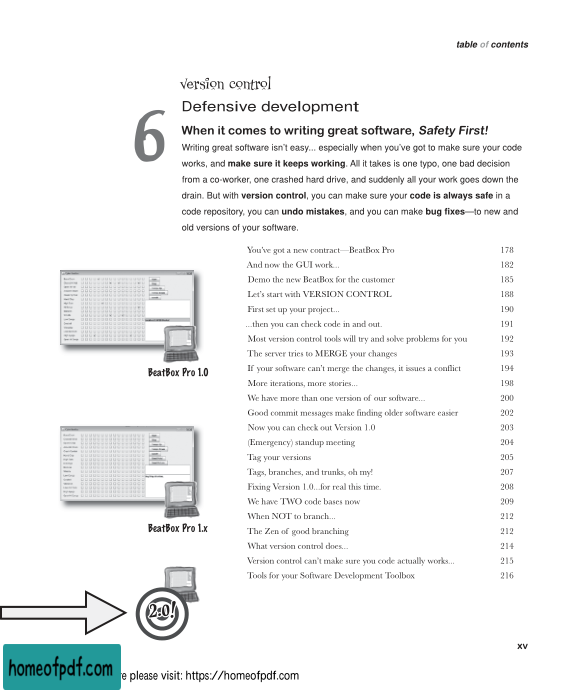 table of contents
version control
6
Defensive development
When it comes to writing great software, Safety First!
Writing great software isn't easy... especially when you've got to make sure your code
works, and make sure it keeps working. All it takes is one typo, one bad decision
from a co-worker, one crashed hard drive, and suddenly all your work goes down the
drain. But with version control, you can make sure your code is always safe in a
code repository, you can undo mistakes, and you can make bug fixes—to new and
old versions of your software.
You've got a new contract—BeatBox Pro 178
And now the GUI work... 182
Demo the new BeatBox for the customer 185
Let's start with VERSION CONTROL 188
First set up your project... 190
...then you can check code in and out. 191
Most version control tools will try and solve problems for you 192
The server tries to MERGE your changes 193
If your software can't merge the changes, it issues a conflict 194
More iterations, more stories... 198
We have more than one version of our software... 200
Good commit messages make finding older software easier 202
Now you can check out Version 1.0 203
(Emergency) standup meeting 204
Tag your versions 205
Tags, branches, and trunks, oh my! 207
Fixing Version 1.0...for real this time. 208
We have TWO code bases now 209
When NOT to branch... 212
The Zen of good branching 212
What version control does... 214
Version control can't make sure you code actually works... 215
Tools for your Software Development Toolbox 216
BeatBox Pro 1.0
BeatBox Pro 1.x
2.0!
xv
homeofpdf.com
e please visit: https://homeofpdf.com